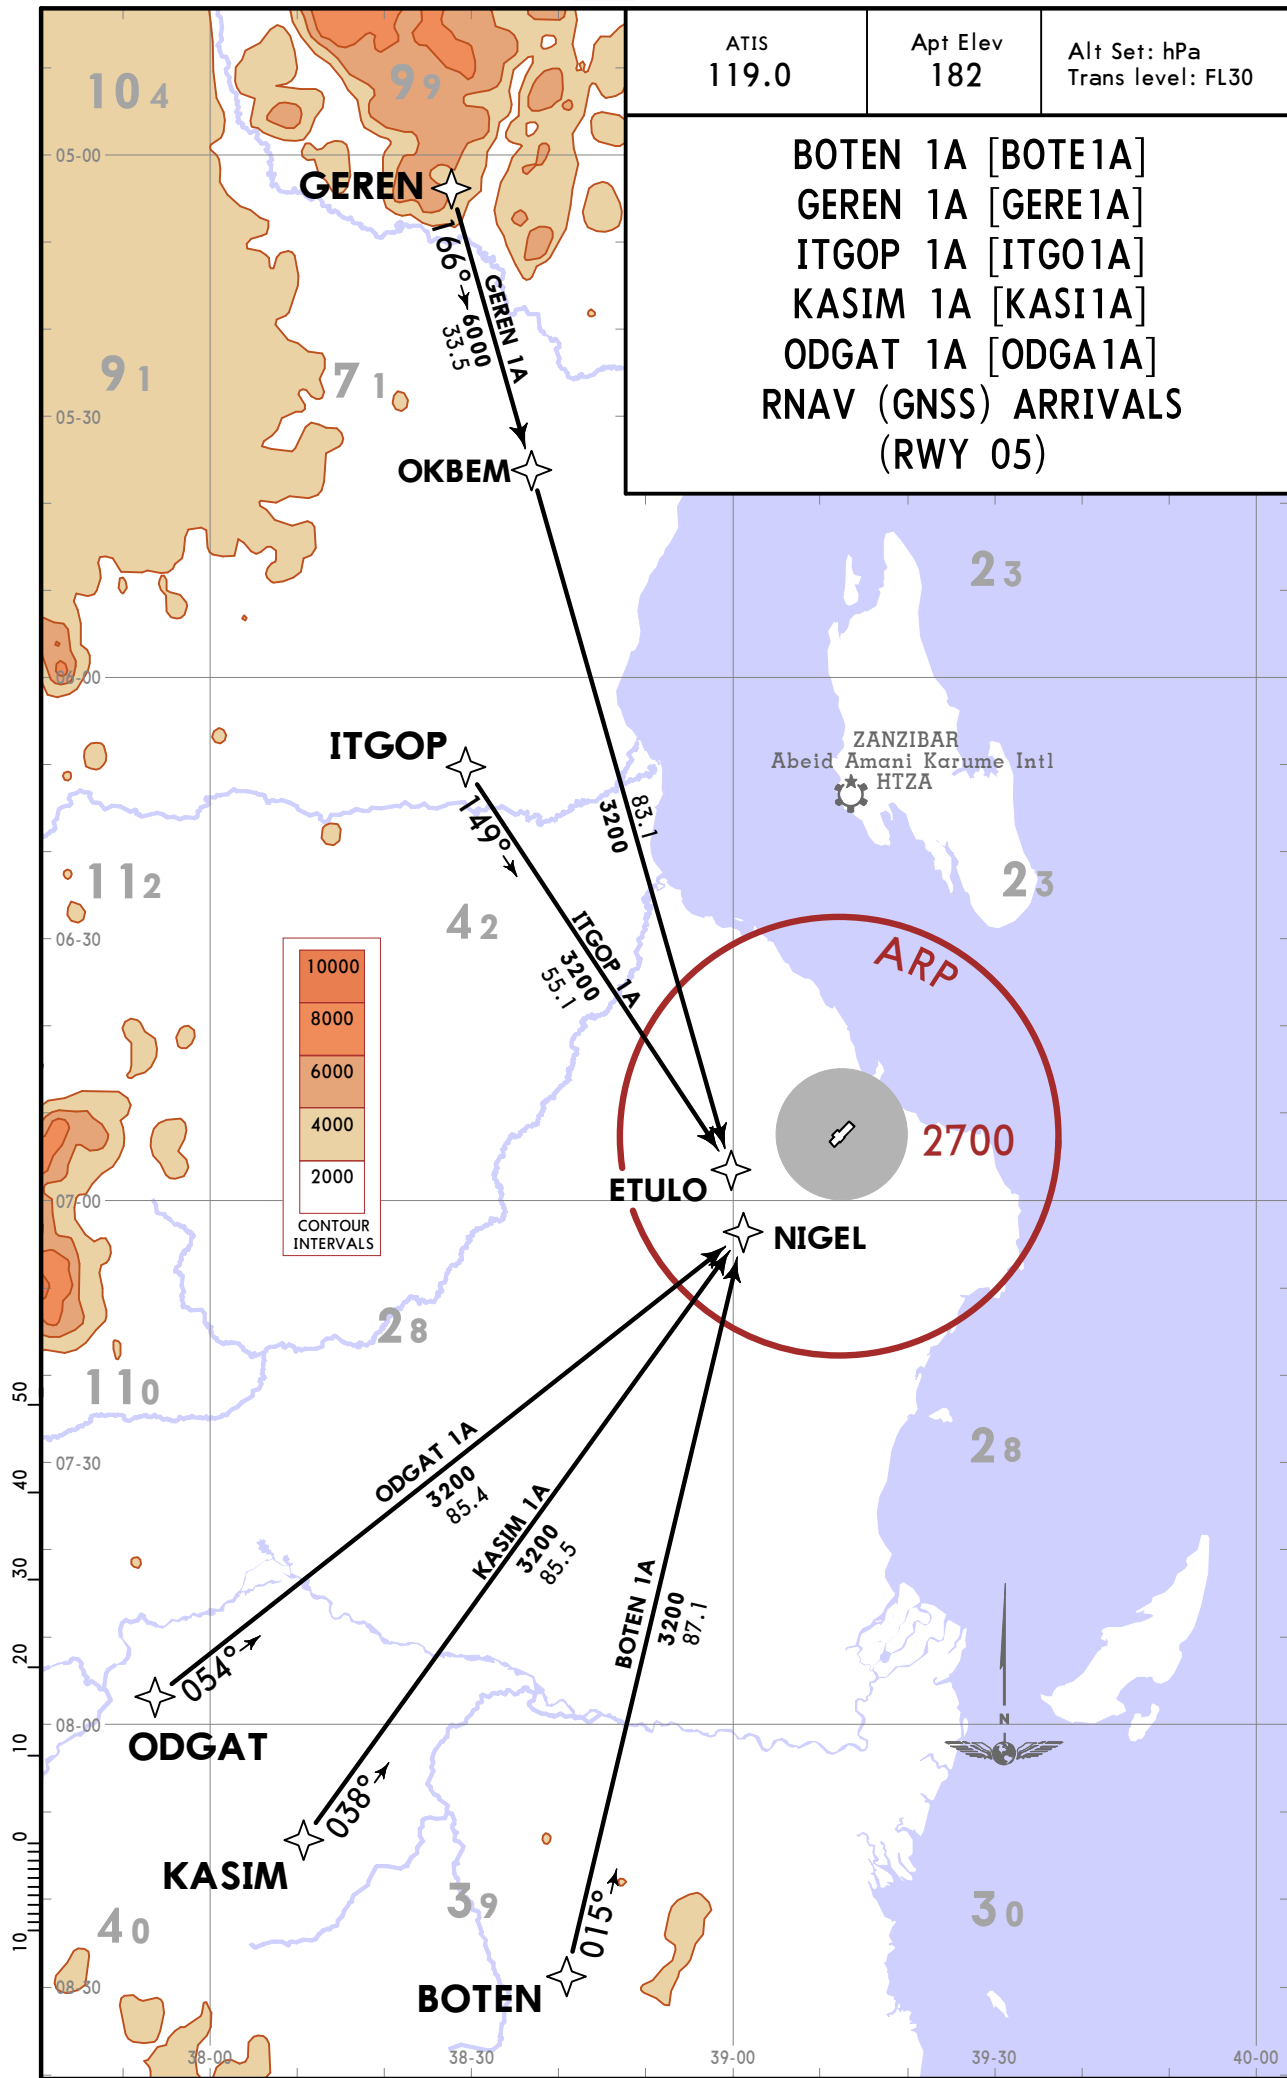 ATIS
119.0
Apt Elev
182
Alt Set: hPa
Trans level: FL30
BOTEN 1A [BOTE1A]
GEREN 1A [GERE1A]
ITGOP 1A [ITGO1A]
KASIM 1A [KASI1A]
ODGAT 1A [ODGA1A]
RNAV (GNSS) ARRIVALS
(RWY 05)
10 4
9 9
05-00
GEREN
166°
6000
33.5
GEREN 1A
9 1
7 1
05-30
OKBEM
2 3
06-00
ITGOP
149°
ZANZIBAR
Abeid Amani Karume Intl
HTZA
83.1
3200
11 2
4 2
2 3
06-30
ITGOP 1A
3200
55.1
ARP
10000
8000
6000
4000
2000
CONTOUR
INTERVALS
2700
ETULO
07-00
NIGEL
2 8
11 0
50
40
30
20
10
0
10
07-30
ODGAT 1A
3200
85.4
KASIM 1A
3200
85.5
BOTEN 1A
3200
87.1
2 8
054°
ODGAT
08-00
N
038°
KASIM
4 0
3 9
015°
3 0
BOTEN
08-30
38-00
38-30
39-00
39-30
40-00